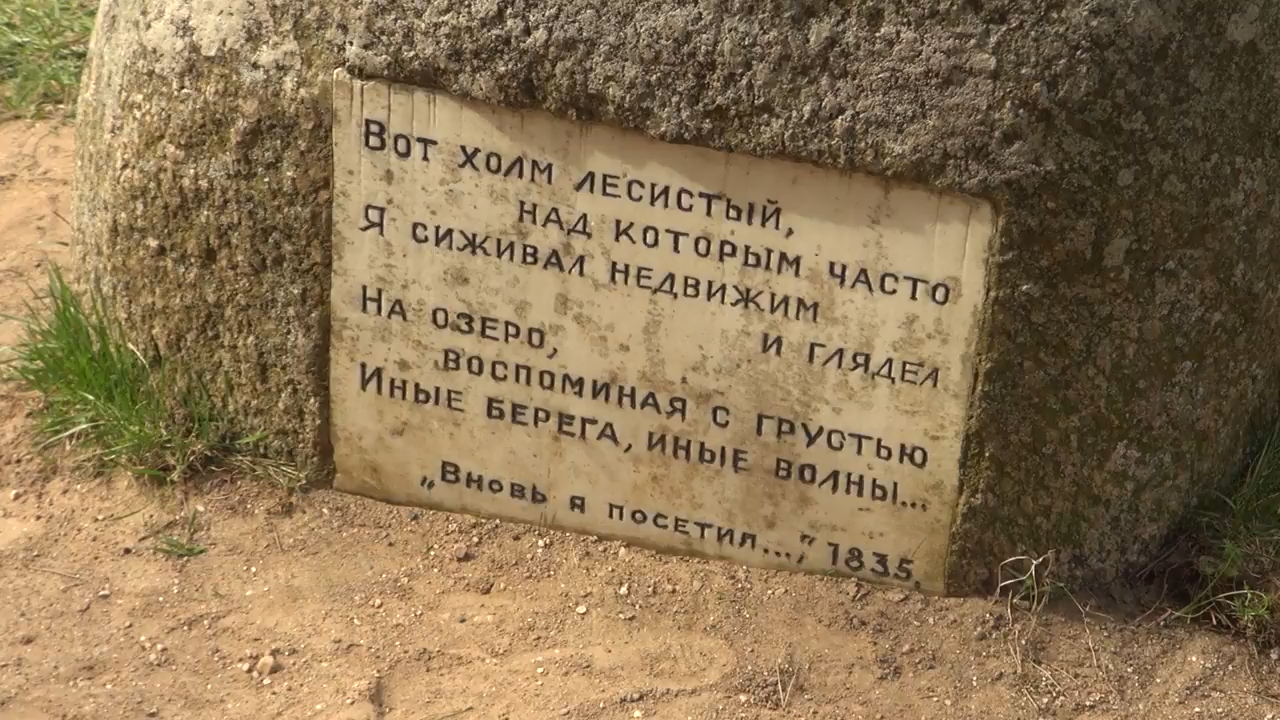 Вот холм лесистый,
над которым часто
Я сиживал недвижим
и глядел
На озеро,
воспоминая с грустью
Иные берега, иные волны...
„Вновь я посетил...,” 1835.